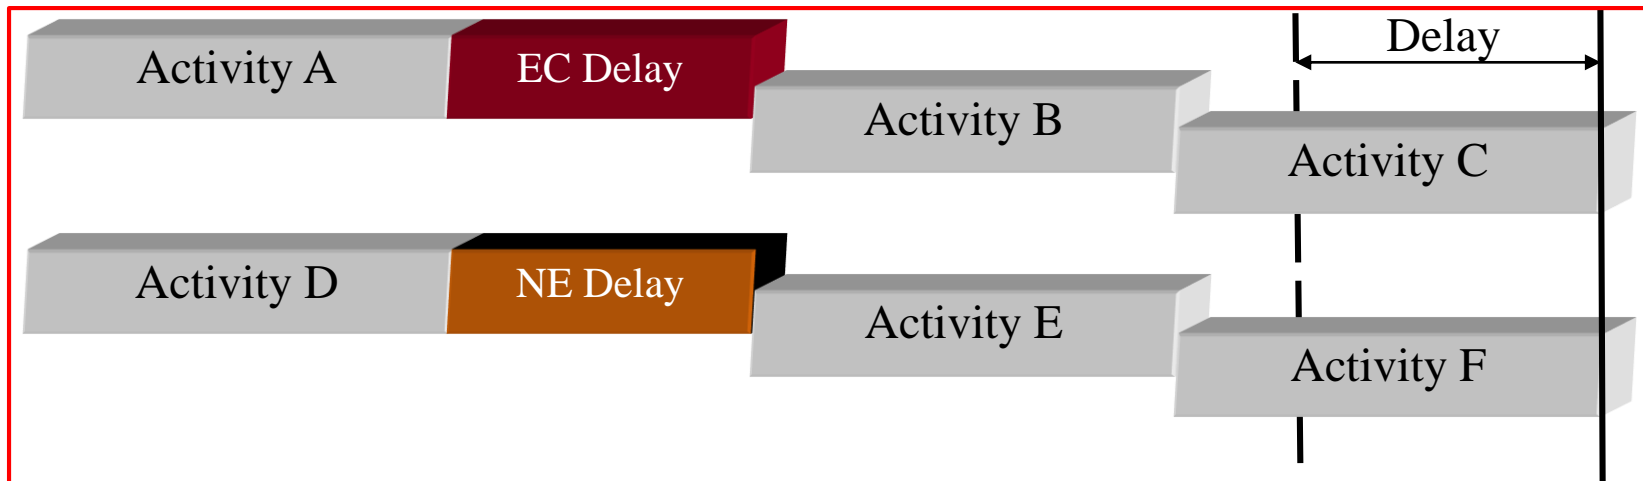 Delay
Activity A
EC Delay
Activity B
Activity C
Activity D
NE Delay
Activity E
Activity F